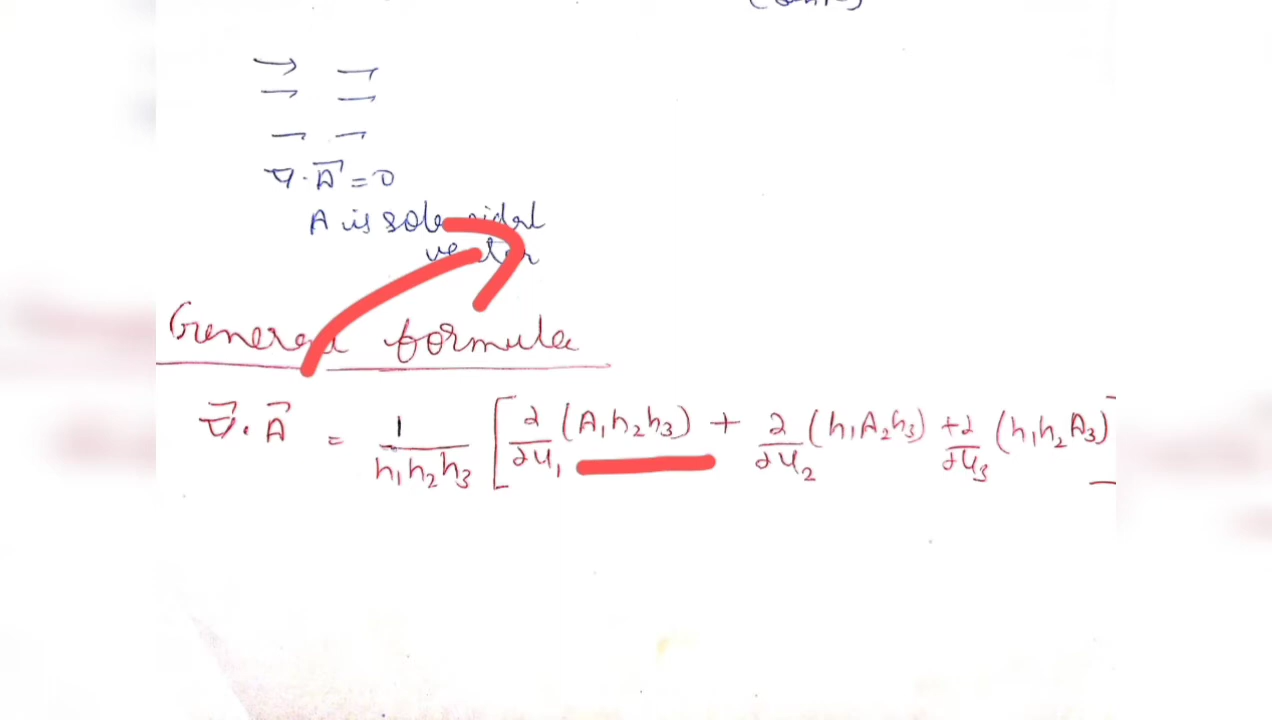 ∇·A⃗ = 0
A is solenoidal
vector
General formula
∇⃗·A⃗ = 1/(h₁h₂h₃) [ ∂/∂u₁ (A₁h₂h₃) + ∂/∂u₂ (h₁A₂h₃) + ∂/∂u₃ (h₁h₂A₃)